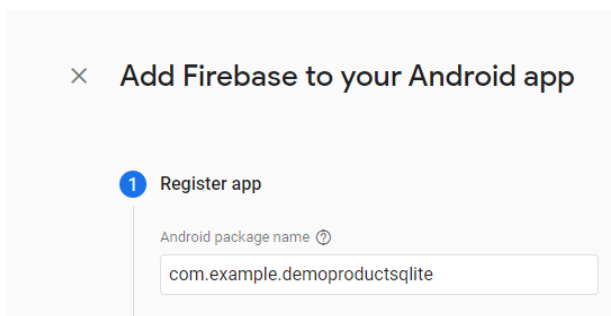 Add Firebase to your Android app
1 Register app
Android package name
com.example.demoproductsqlite